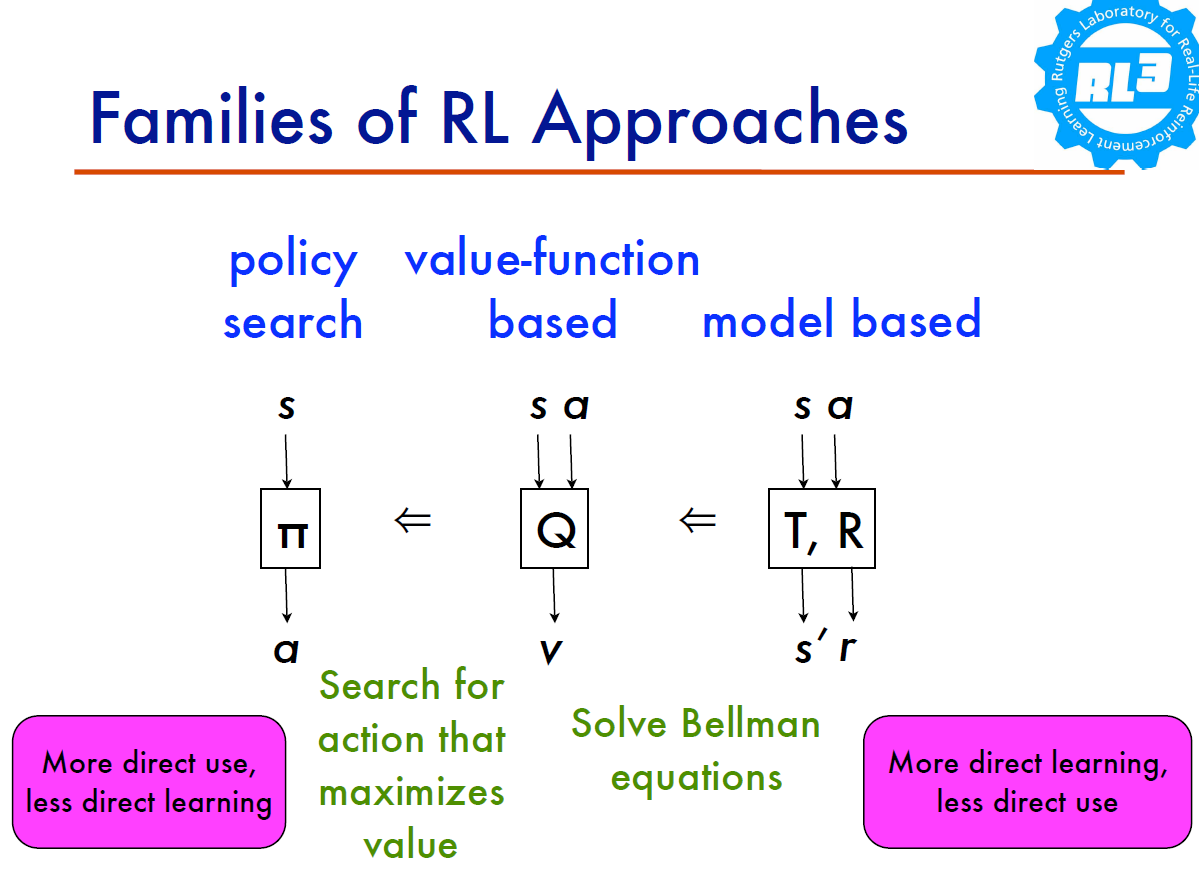 Families of RL Approaches
Rutgers Laboratory for Real-Life Reinforcement Learning
RL3
policy
search
value-function
based
model based
s
s a
s a
π
⇐
Q
⇐
T, R
a
v
s′ r
Search for
action that
maximizes
value
Solve Bellman
equations
More direct use,
less direct learning
More direct learning,
less direct use